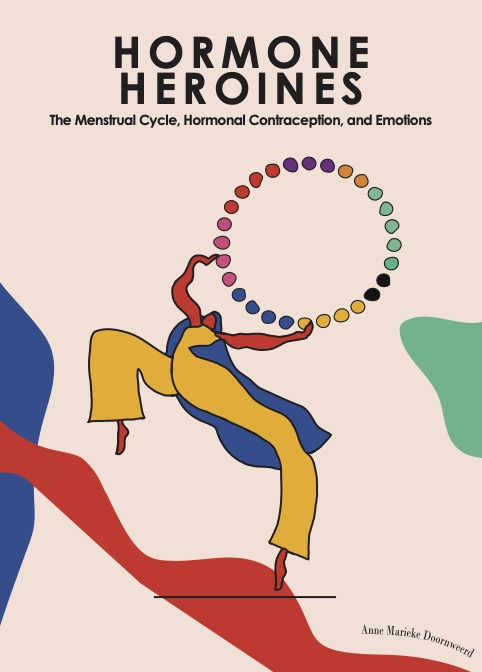 HORMONE
HEROINES
The Menstrual Cycle, Hormonal Contraception, and Emotions
Anne Marieke Doornweerd